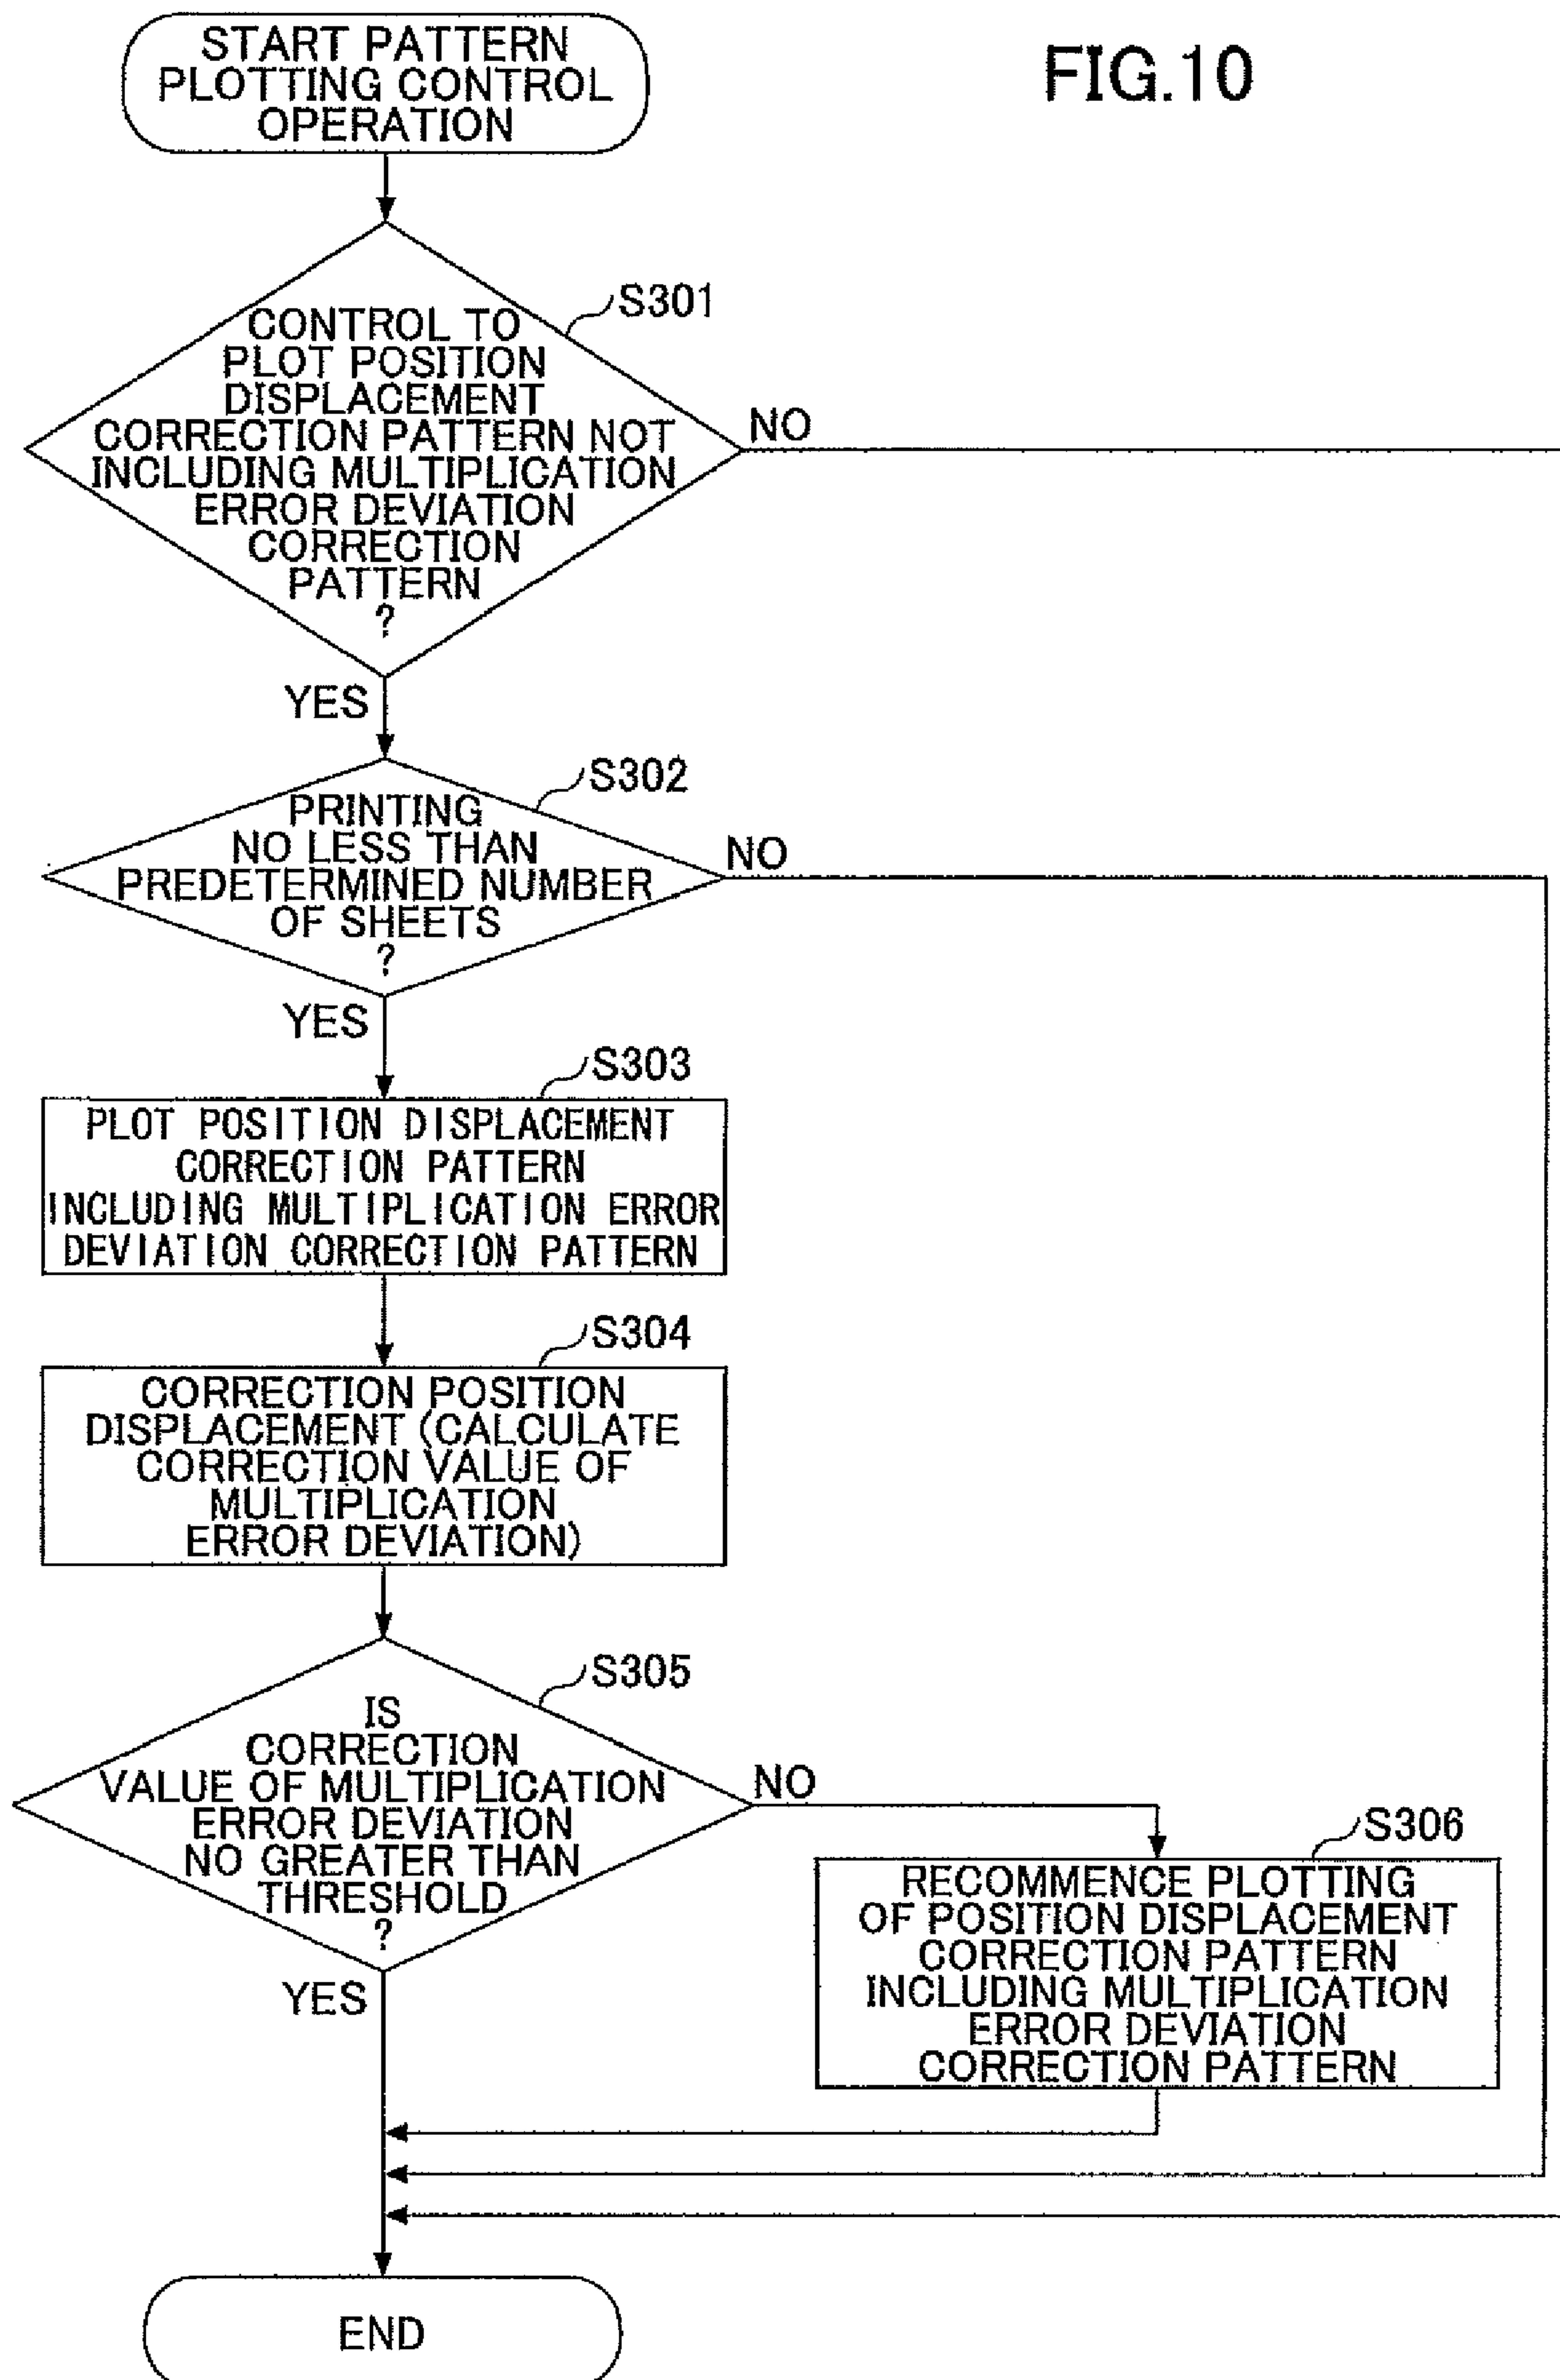 FIG.10
START PATTERN
PLOTTING CONTROL
OPERATION
S301
CONTROL TO
PLOT POSITION
DISPLACEMENT
CORRECTION PATTERN NOT
INCLUDING MULTIPLICATION
ERROR DEVIATION
CORRECTION
PATTERN
?
NO
YES
S302
PRINTING
NO LESS THAN
PREDETERMINED NUMBER
OF SHEETS
?
NO
YES
S303
PLOT POSITION DISPLACEMENT
CORRECTION PATTERN
INCLUDING MULTIPLICATION ERROR
DEVIATION CORRECTION PATTERN
S304
CORRECTION POSITION
DISPLACEMENT (CALCULATE
CORRECTION VALUE OF
MULTIPLICATION
ERROR DEVIATION)
S305
IS
CORRECTION
VALUE OF MULTIPLICATION
ERROR DEVIATION
NO GREATER THAN
THRESHOLD
?
NO
YES
S306
RECOMMENCE PLOTTING
OF POSITION DISPLACEMENT
CORRECTION PATTERN
INCLUDING MULTIPLICATION
ERROR DEVIATION
CORRECTION PATTERN
END